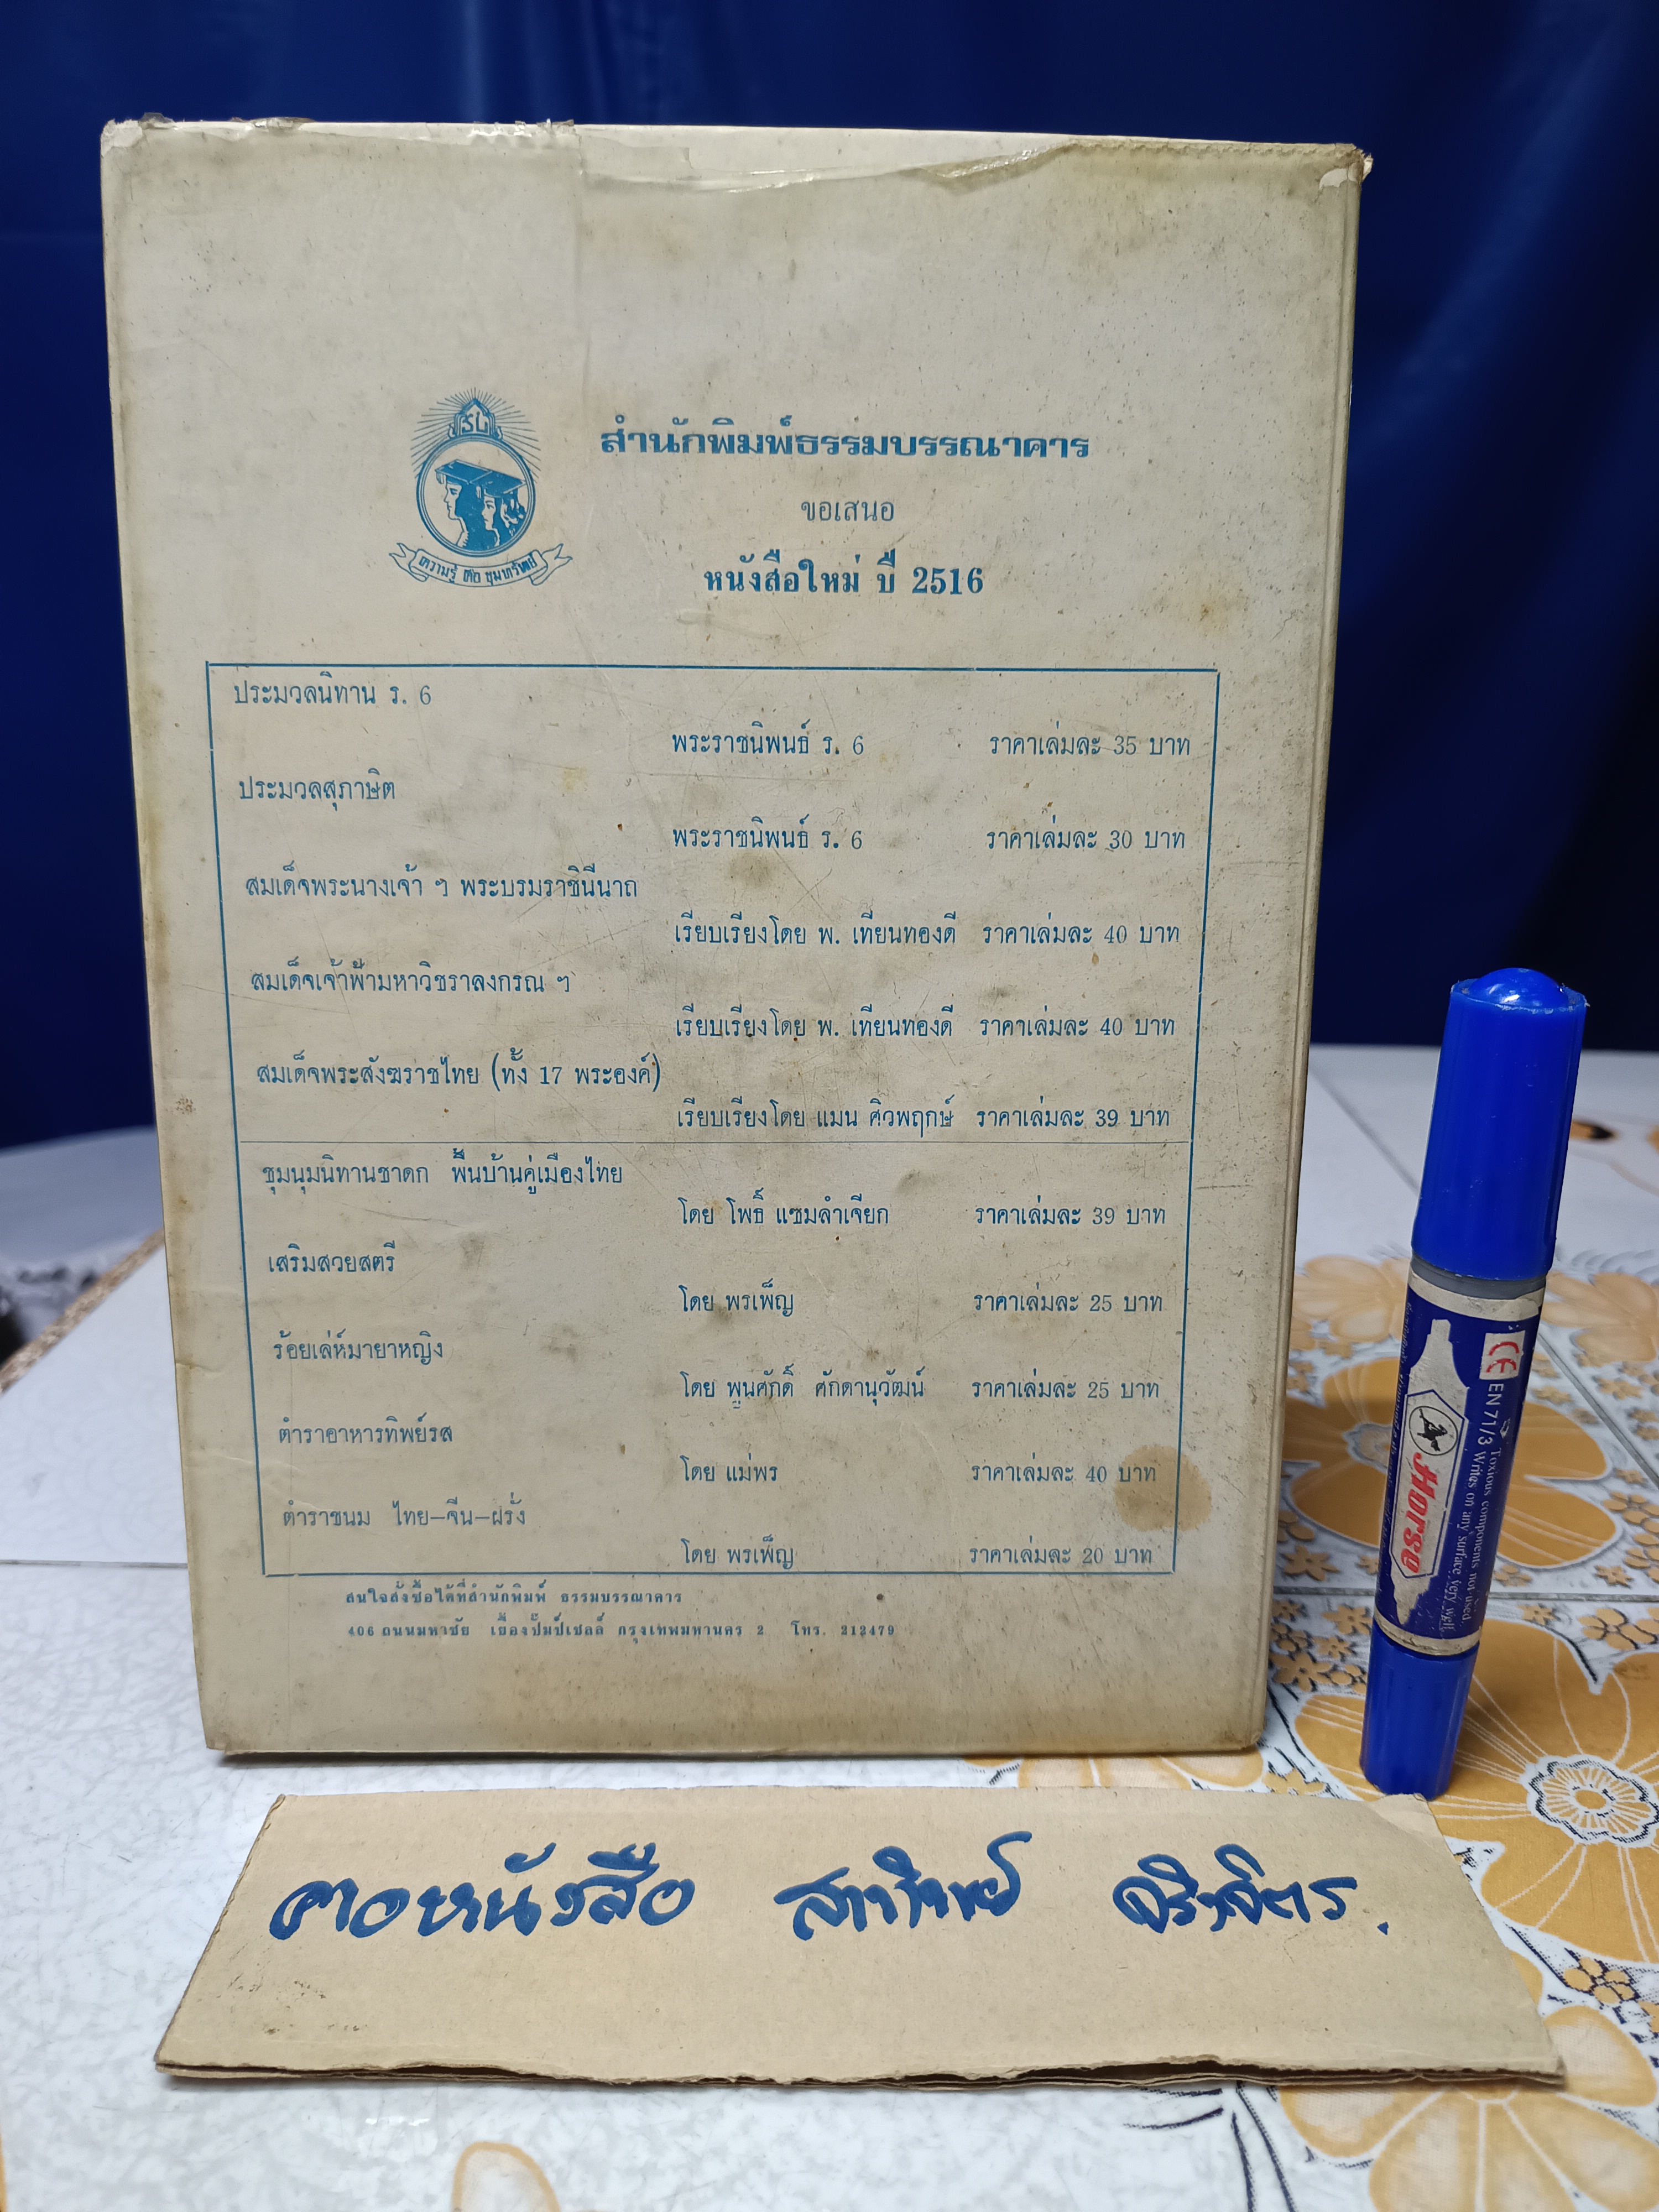 สำนักพิมพ์ธรรมบรรณาคาร
ขอเสนอ
หนังสือใหม่ ปี 2516
ความรู้ คือ ขุมทรัพย์
ประมวลนิทาน ร. 6
พระราชนิพนธ์ ร. 6 ราคาเล่มละ 35 บาท
ประมวลสุภาษิต
พระราชนิพนธ์ ร. 6 ราคาเล่มละ 30 บาท
สมเด็จพระนางเจ้า ฯ พระบรมราชินีนาถ
เรียบเรียงโดย พ. เทียนทองดี ราคาเล่มละ 40 บาท
สมเด็จเจ้าฟ้ามหาวิชราลงกรณ ฯ
เรียบเรียงโดย พ. เทียนทองดี ราคาเล่มละ 40 บาท
สมเด็จพระสังฆราชไทย (ทั้ง 17 พระองค์)
เรียบเรียงโดย แมน ศิวพฤกษ์ ราคาเล่มละ 39 บาท
ชุมนุมนิทานชาดก พื้นบ้านคู่เมืองไทย
โดย โพธิ์ แซมลำเจียก ราคาเล่มละ 39 บาท
เสริมสวยสตรี
โดย พรเพ็ญ ราคาเล่มละ 25 บาท
ร้อยเล่ห์มายาหญิง
โดย พูนศักดิ์ ศักดานุวัฒน์ ราคาเล่มละ 25 บาท
ตำราอาหารทิพย์รส
โดย แม่พร ราคาเล่มละ 40 บาท
ตำราขนม ไทย–จีน–ฝรั่ง
โดย พรเพ็ญ ราคาเล่มละ 20 บาท
สนใจสั่งซื้อได้ที่สำนักพิมพ์ ธรรมบรรณาคาร
406 ถนนมหาชัย เยื้องปั๊มป์เชลล์ กรุงเทพมหานคร 2 โทร. 212479
CE EN 71/3
Toxious components not used.
Writes on any surface very well.
Horse
คอหนังสือ สาทิพย์ จริงจิตร.